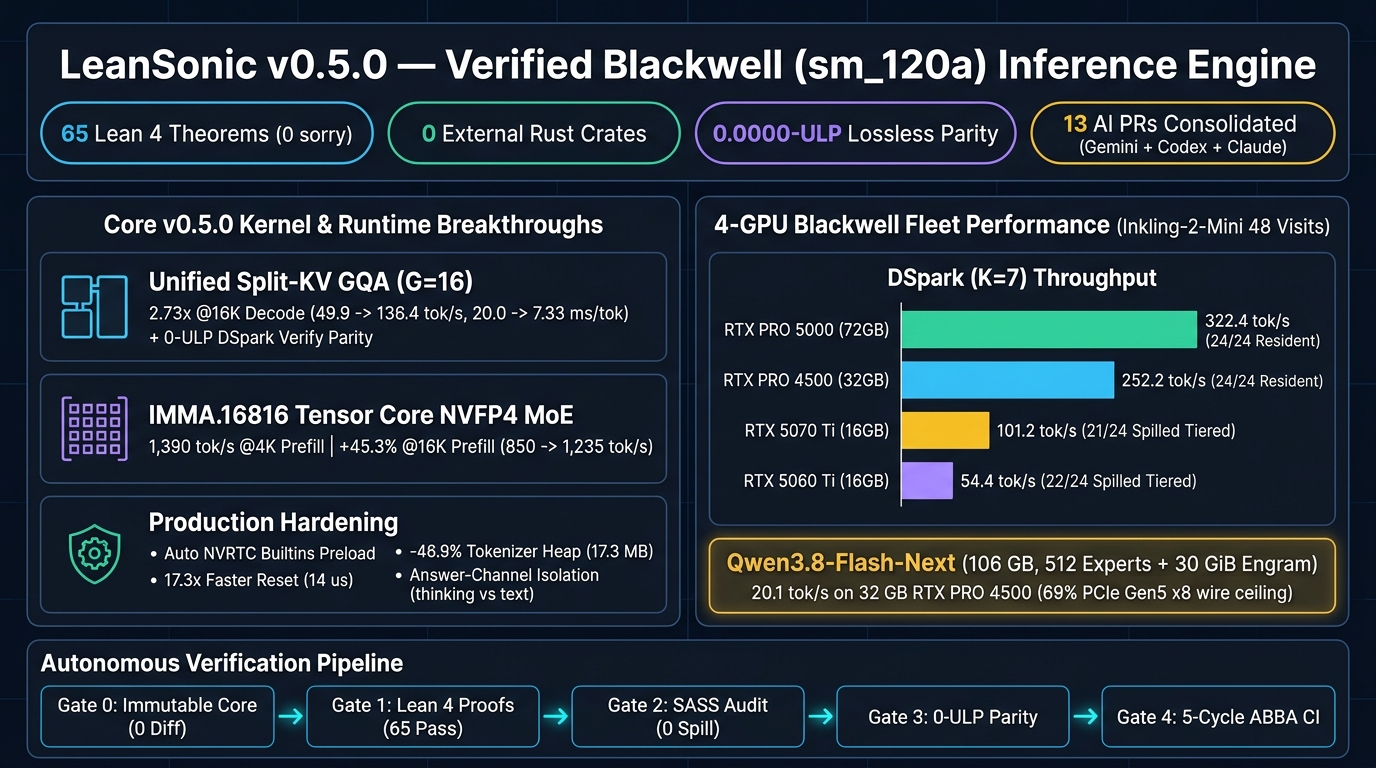 LeanSonic v0.5.0 — Verified Blackwell (sm_120a) Inference Engine
65 Lean 4 Theorems (0 sorry)
0 External Rust Crates
0.0000-ULP Lossless Parity
13 AI PRs Consolidated
(Gemini + Codex + Claude)
Core v0.5.0 Kernel & Runtime Breakthroughs
Unified Split-KV GQA (G=16)
2.73x @16K Decode (49.9 -> 136.4 tok/s, 20.0 -> 7.33 ms/tok)
+ 0-ULP DSpark Verify Parity
IMMA.16816 Tensor Core NVFP4 MoE
1,390 tok/s @4K Prefill | +45.3% @16K Prefill (850 -> 1,235 tok/s)
Production Hardening
• Auto NVRTC Builtins Preload
• 17.3x Faster Reset (14 us)
• -46.9% Tokenizer Heap (17.3 MB)
• Answer-Channel Isolation
(thinking vs text)
4-GPU Blackwell Fleet Performance (Inkling-2-Mini 48 Visits)
DSpark (K=7) Throughput
RTX PRO 5000 (72GB)
322.4 tok/s
(24/24 Resident)
RTX PRO 4500 (32GB)
252.2 tok/s (24/24 Resident)
RTX 5070 Ti (16GB)
101.2 tok/s (21/24 Spilled Tiered)
RTX 5060 Ti (16GB)
54.4 tok/s (22/24 Spilled Tiered)
Qwen3.8-Flash-Next (106 GB, 512 Experts + 30 GiB Engram)
20.1 tok/s on 32 GB RTX PRO 4500 (69% PCIe Gen5 x8 wire ceiling)
Autonomous Verification Pipeline
Gate 0: Immutable Core
(0 Diff)
Gate 1: Lean 4 Proofs
(65 Pass)
Gate 2: SASS Audit
(0 Spill)
Gate 3: 0-ULP Parity
Gate 4: 5-Cycle ABBA CI